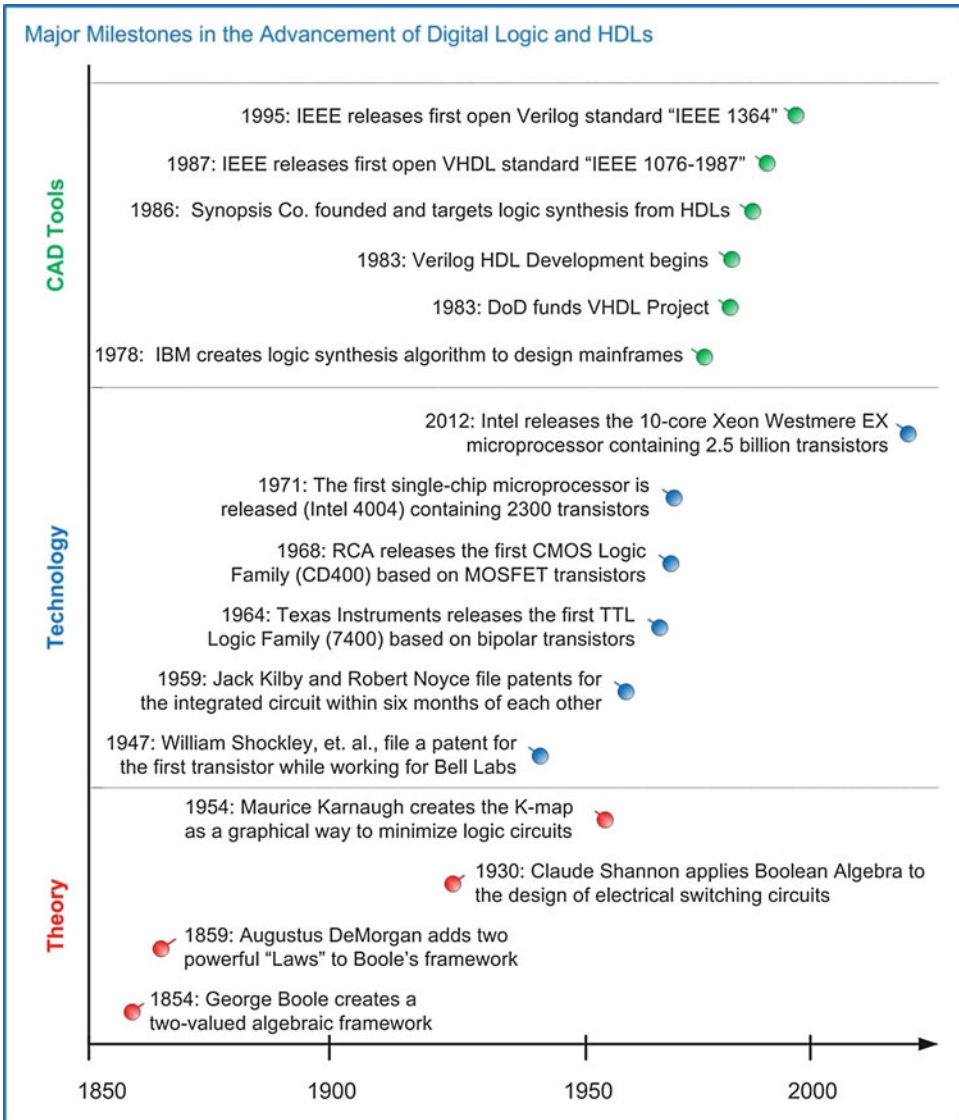 Major Milestones in the Advancement of Digital Logic and HDLs
CAD Tools
1995: IEEE releases first open Verilog standard “IEEE 1364”
1987: IEEE releases first open VHDL standard “IEEE 1076-1987”
1986: Synopsis Co. founded and targets logic synthesis from HDLs
1983: Verilog HDL Development begins
1983: DoD funds VHDL Project
1978: IBM creates logic synthesis algorithm to design mainframes
Technology
2012: Intel releases the 10-core Xeon Westmere EX
microprocessor containing 2.5 billion transistors
1971: The first single-chip microprocessor is
released (Intel 4004) containing 2300 transistors
1968: RCA releases the first CMOS Logic
Family (CD400) based on MOSFET transistors
1964: Texas Instruments releases the first TTL
Logic Family (7400) based on bipolar transistors
1959: Jack Kilby and Robert Noyce file patents for
the integrated circuit within six months of each other
1947: William Shockley, et. al., file a patent for
the first transistor while working for Bell Labs
Theory
1954: Maurice Karnaugh creates the K-map
as a graphical way to minimize logic circuits
1930: Claude Shannon applies Boolean Algebra to
the design of electrical switching circuits
1859: Augustus DeMorgan adds two
powerful “Laws” to Boole’s framework
1854: George Boole creates a
two-valued algebraic framework
1850
1900
1950
2000